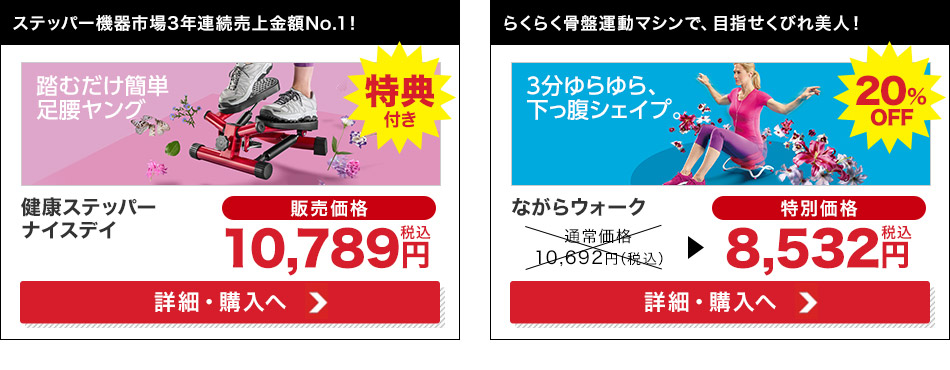 ステッパー機器市場3年連続売上金額No.1!
踏むだけ簡単
足腰ヤング
特典
付き
健康ステッパー
ナイスデイ
販売価格
10,789円税込
詳細・購入へ
らくらく骨盤運動マシンで、目指せくびれ美人!
3分ゆらゆら、
下っ腹シェイプ。
20%
OFF
ながらウォーク
通常価格
10,692円(税込)
特別価格
8,532円税込
詳細・購入へ